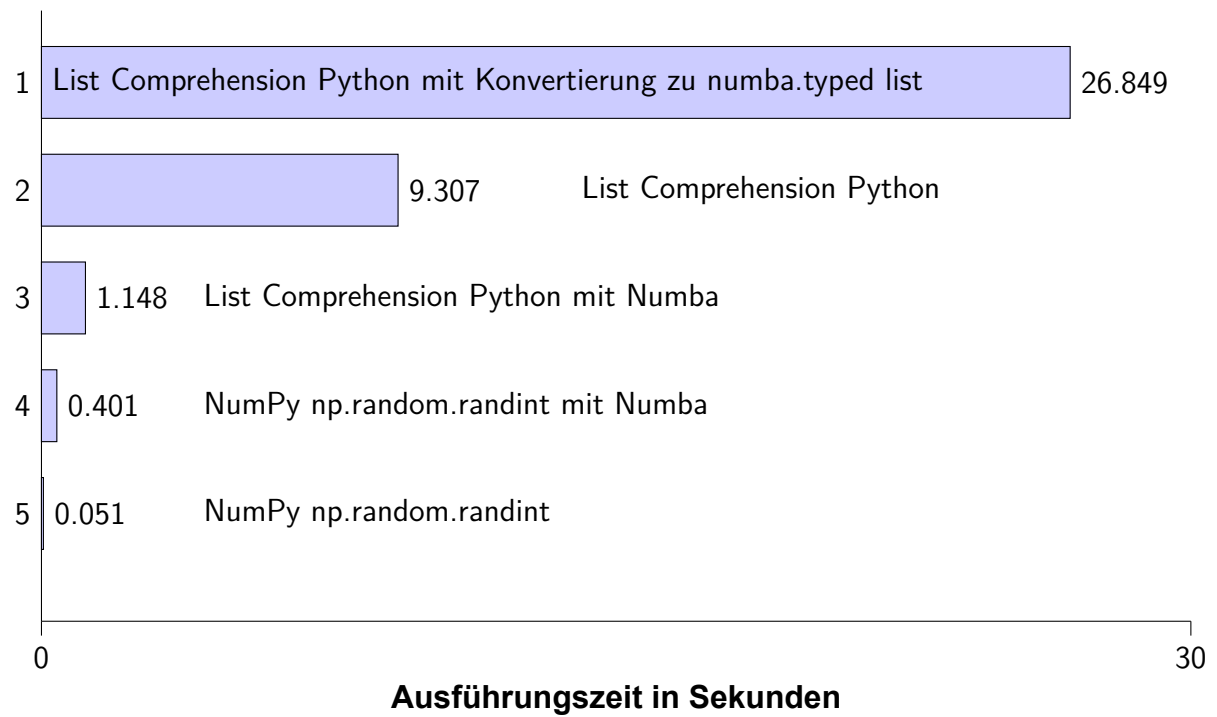 1 List Comprehension Python mit Konvertierung zu numba.typed list 26.849
2 9.307 List Comprehension Python
3 1.148 List Comprehension Python mit Numba
4 0.401 NumPy np.random.randint mit Numba
5 0.051 NumPy np.random.randint
0 30
Ausführungszeit in Sekunden